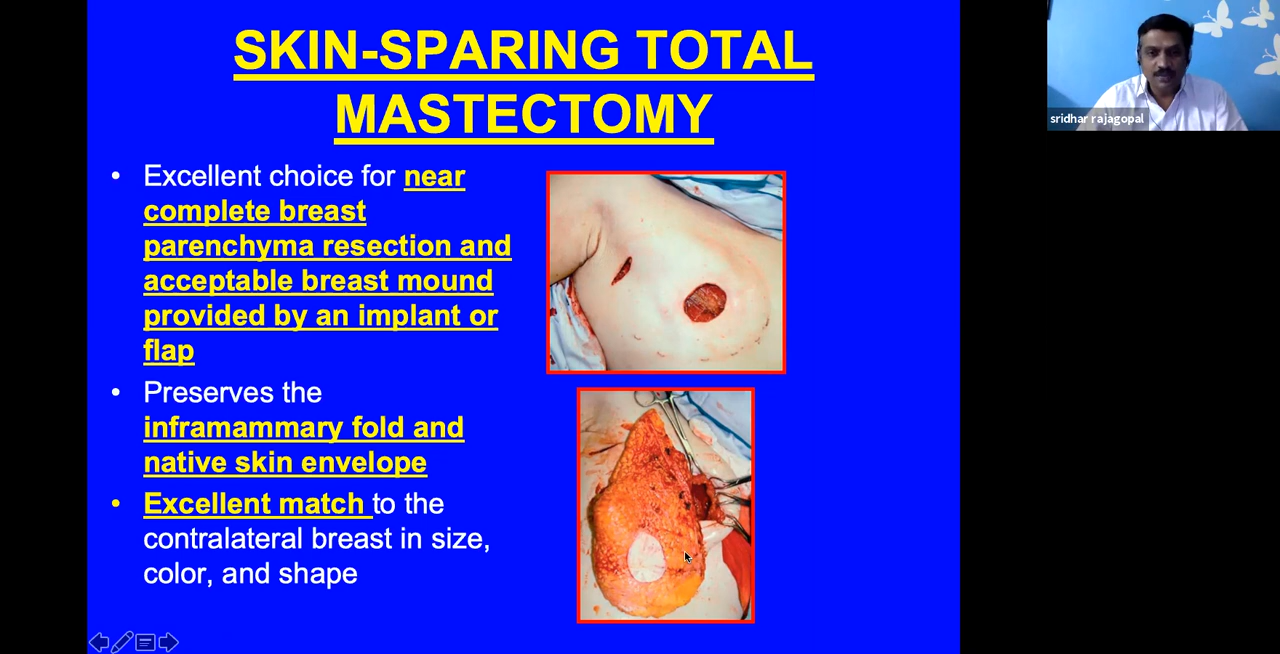 SKIN-SPARING TOTAL
MASTECTOMY
• Excellent choice for near
complete breast
parenchyma resection and
acceptable breast mound
provided by an implant or
flap
• Preserves the
inframammary fold and
native skin envelope
• Excellent match to the
contralateral breast in size,
color, and shape
sridhar rajagopal